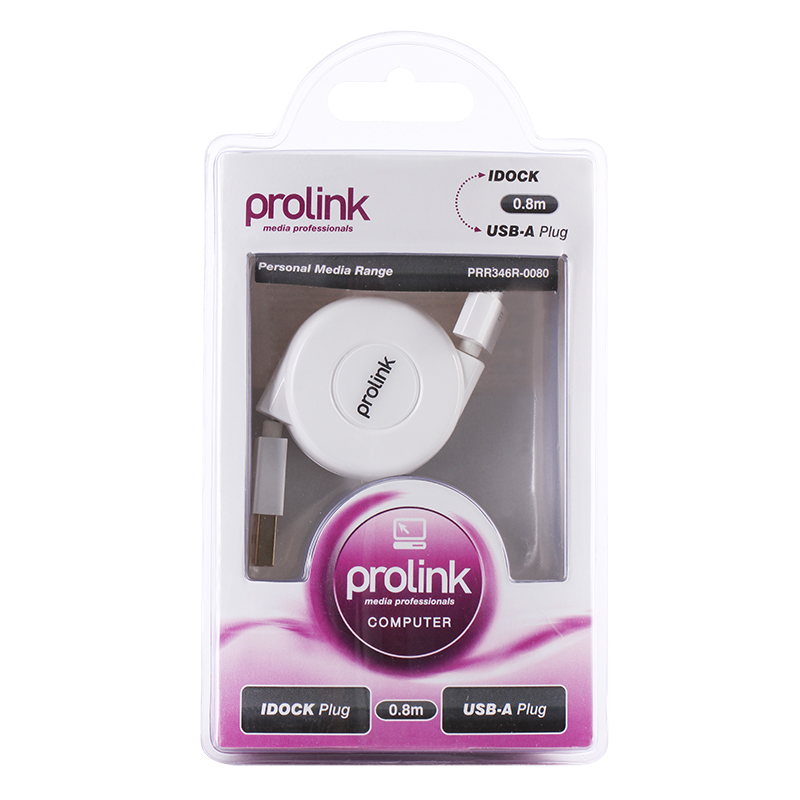 prolink
media professionals
IDOCK
0.8m
USB-A Plug
Personal Media Range PRR346R-0080
prolink
prolink
media professionals
COMPUTER
IDOCK Plug 0.8m USB-A Plug